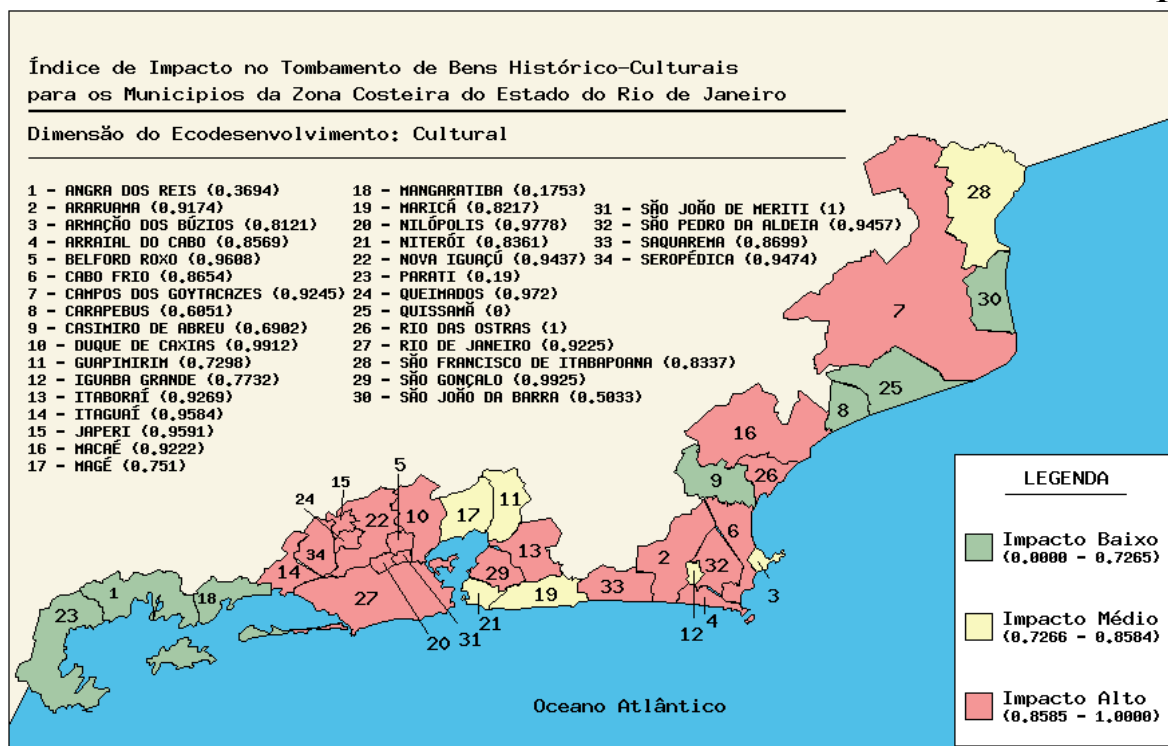 Índice de Impacto no Tombamento de Bens Histórico-Culturais
para os Municipios da Zona Costeira do Estado do Rio de Janeiro
Dimensão do Ecodesenvolvimento: Cultural
1 - ANGRA DOS REIS (0.3694)
2 - ARARUAMA (0.9174)
3 - ARMAÇÃO DOS BÚZIOS (0.8121)
4 - ARRAIAL DO CABO (0.8569)
5 - BELFORD ROXO (0.9608)
6 - CABO FRIO (0.8654)
7 - CAMPOS DOS GOYTACAZES (0.9245)
8 - CARAPEBUS (0.6051)
9 - CASIMIRO DE ABREU (0.6902)
10 - DUQUE DE CAXIAS (0.9912)
11 - GUAPIMIRIM (0.7298)
12 - IGUABA GRANDE (0.7732)
13 - ITABORAÍ (0.9269)
14 - ITAGUAÍ (0.9584)
15 - JAPERI (0.9591)
16 - MACAÉ (0.9222)
17 - MAGÉ (0.751)
18 - MANGARATIBA (0.1753)
19 - MARICÁ (0.8217)
20 - NILÓPOLIS (0.9778)
21 - NITERÓI (0.8361)
22 - NOVA IGUAÇÚ (0.9437)
23 - PARATI (0.19)
24 - QUEIMADOS (0.972)
25 - QUISSAMÃ (0)
26 - RIO DAS OSTRAS (1)
27 - RIO DE JANEIRO (0.9225)
28 - SÃO FRANCISCO DE ITABAPOANA (0.8337)
29 - SÃO GONÇALO (0.9925)
30 - SÃO JOÃO DA BARRA (0.5033)
31 - SÃO JOÃO DE MERITI (1)
32 - SÃO PEDRO DA ALDEIA (0.9457)
33 - SAQUAREMA (0.8699)
34 - SEROPÉDICA (0.9474)
28
30
7
25
8
16
26
9
5
15
24
22
10
17
11
6
34
13
2
32
14
29
33
1
18
23
27
19
21
3
12
4
20
31
Oceano Atlântico
LEGENDA
Impacto Baixo
(0.0000 - 0.7265)
Impacto Médio
(0.7266 - 0.8584)
Impacto Alto
(0.8585 - 1.0000)